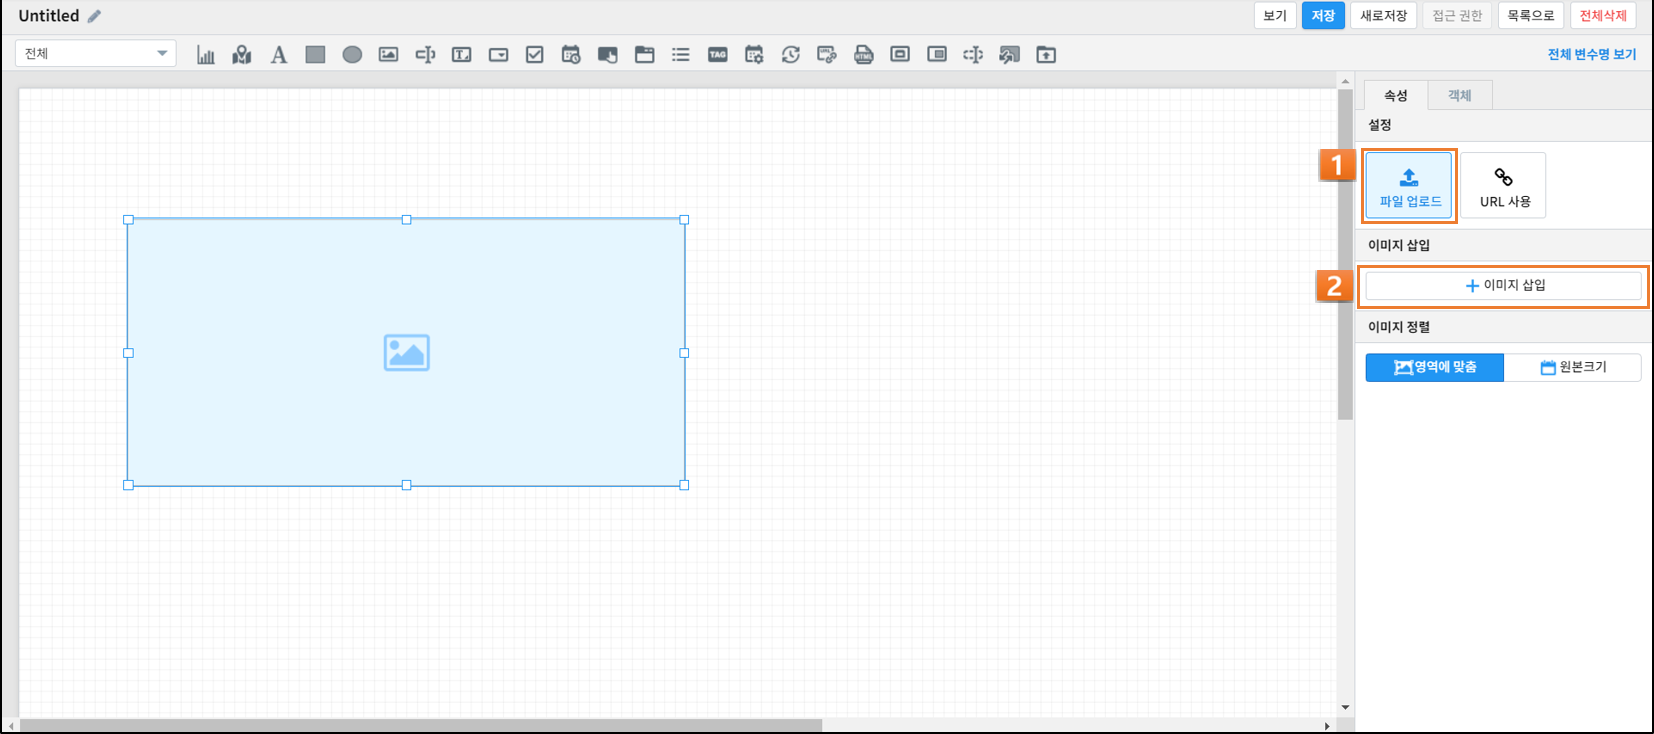 Untitled
보기 저장 새로저장 접근 권한 목록으로 전체삭제
전체
A
T
TAG
URL
HTML
전체 변수명 보기
속성 객체
설정
1
파일 업로드 URL 사용
이미지 삽입
2
+ 이미지 삽입
이미지 정렬
영역에 맞춤 원본크기